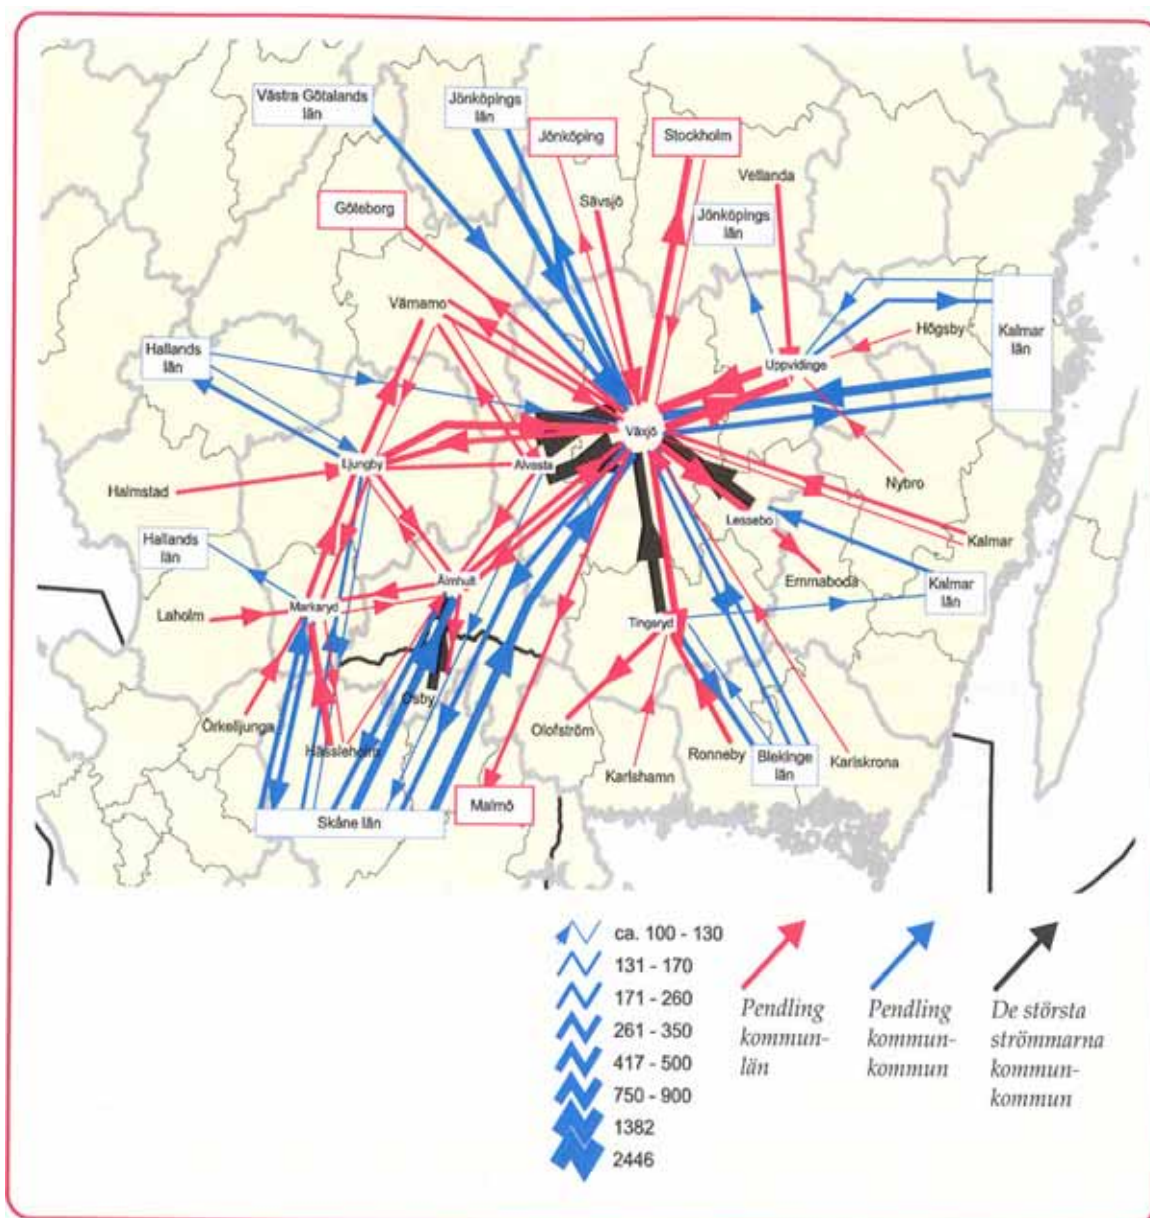 Västra Götalands
län
Jönköpings
län
Jönköping
Stockholm
Vetlanda
Sävsjö
Göteborg
Jönköpings
län
Värnamo
Högsby
Kalmar
län
Hallands
län
Uppvidinge
Växjö
Ljungby
Alvesta
Halmstad
Nybro
Lessebo
Kalmar
Hallands
län
Älmhult
Emmaboda
Kalmar
län
Laholm
Markaryd
Tingsryd
Osby
Örkelljunga
Hässleholm
Olofström
Ronneby
Blekinge
län
Karlskrona
Karlshamn
Malmö
Skåne län
ca. 100 - 130
131 - 170
171 - 260
261 - 350
417 - 500
750 - 900
1382
2446
Pendling
kommun-
län
Pendling
kommun-
kommun
De största
strömmarna
kommun-
kommun